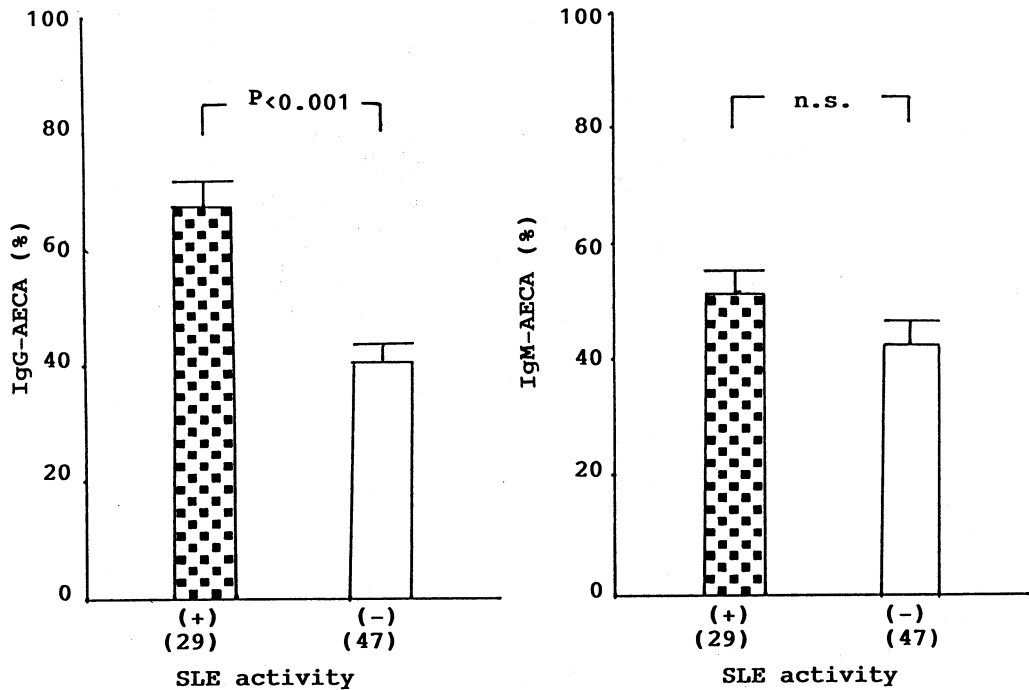 100
80
60
40
20
0
IgG-AECA (%)
P<0.001
(+) (-)
(29) (47)
SLE activity
100
80
60
40
20
0
IgM-AECA (%)
n.s.
(+) (-)
(29) (47)
SLE activity